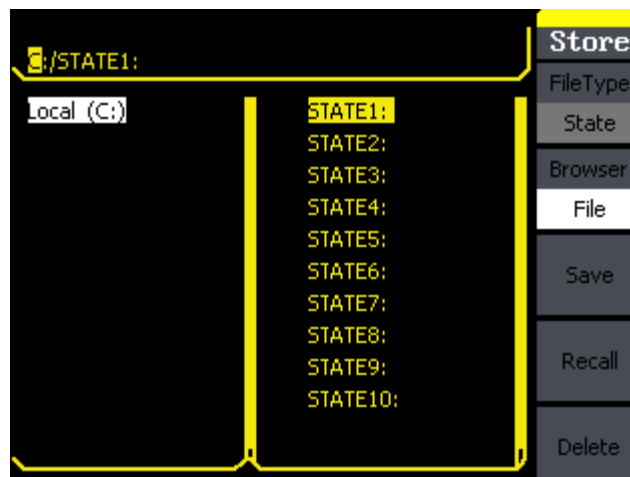 C:/STATE1:
Local (C:)
STATE1:
STATE2:
STATE3:
STATE4:
STATE5:
STATE6:
STATE7:
STATE8:
STATE9:
STATE10:
Store
FileType
State
Browser
File
Save
Recall
Delete